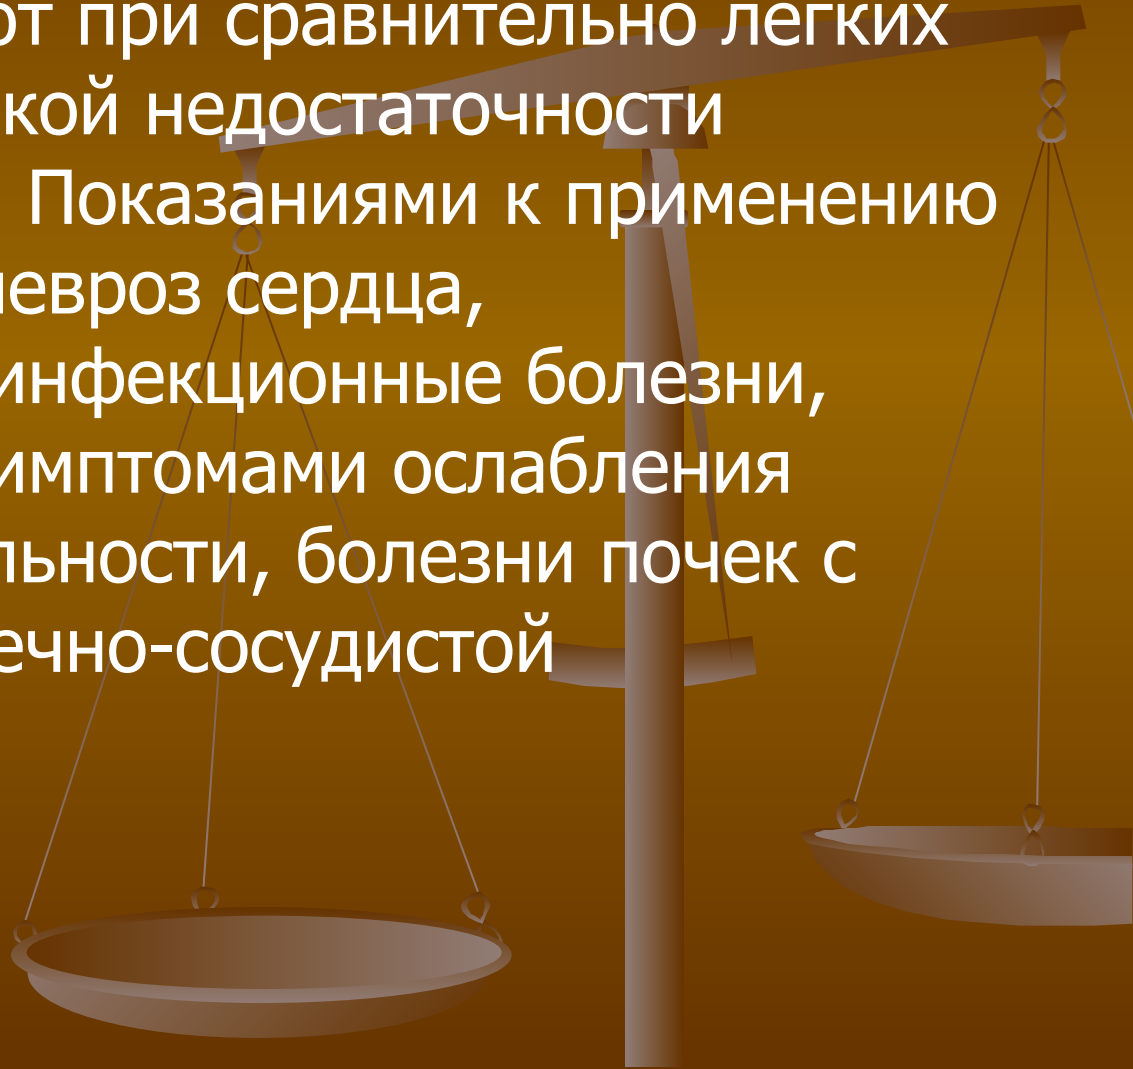 от при сравнительно легких
кой недостаточности
Показаниями к применению
невроз сердца,
инфекционные болезни,
имптомами ослабления
льности, болезни почек с
ечно-сосудистой